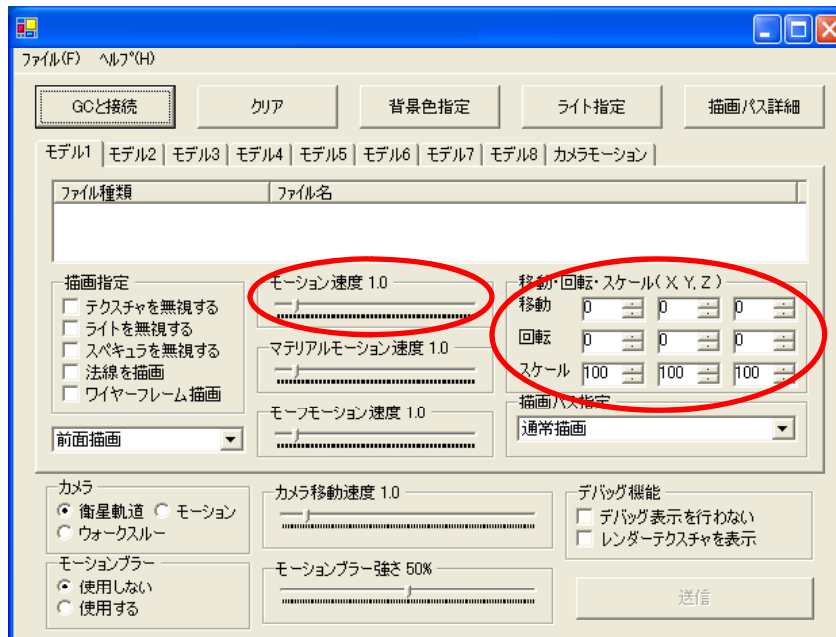 ファイル(F) ヘルプ(H)
GCと接続 クリア 背景色指定 ライト指定 描画パス詳細
モデル1 モデル2 モデル3 モデル4 モデル5 モデル6 モデル7 モデル8 カメラモーション
ファイル種類 ファイル名
描画指定
テクスチャを無視する
ライトを無視する
スペキュラを無視する
法線を描画
ワイヤーフレーム描画
前面描画
モーション速度 1.0
マテリアルモーション速度 1.0
モーフモーション速度 1.0
移動・回転・スケール( X, Y, Z )
移動 0 0 0
回転 0 0 0
スケール 100 100 100
描画パス指定
通常描画
カメラ
衛星軌道 モーション
ウォークスルー
モーションブラー
使用しない
使用する
カメラ移動速度 1.0
モーションブラー強さ 50%
デバッグ機能
デバッグ表示を行わない
レンダーテクスチャを表示
送信